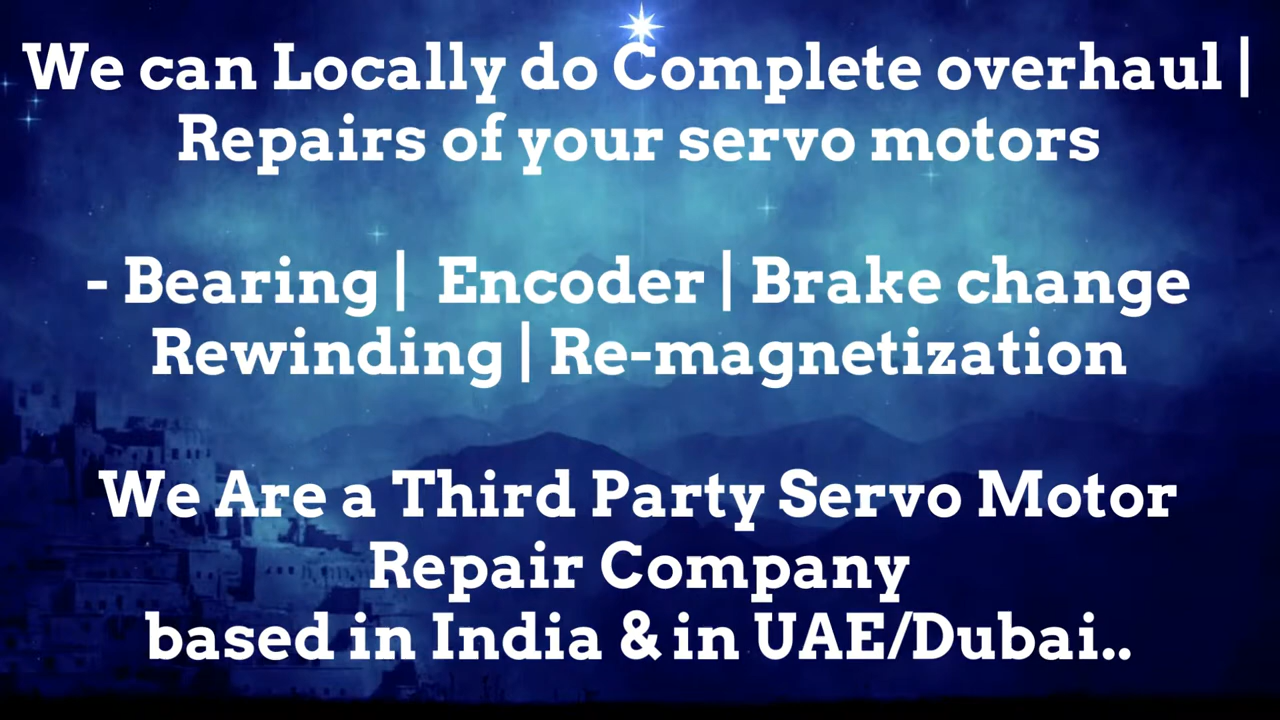 We can Locally do Complete overhaul |
Repairs of your servo motors
- Bearing | Encoder | Brake change
Rewinding | Re-magnetization
We Are a Third Party Servo Motor
Repair Company
based in India & in UAE/Dubai..